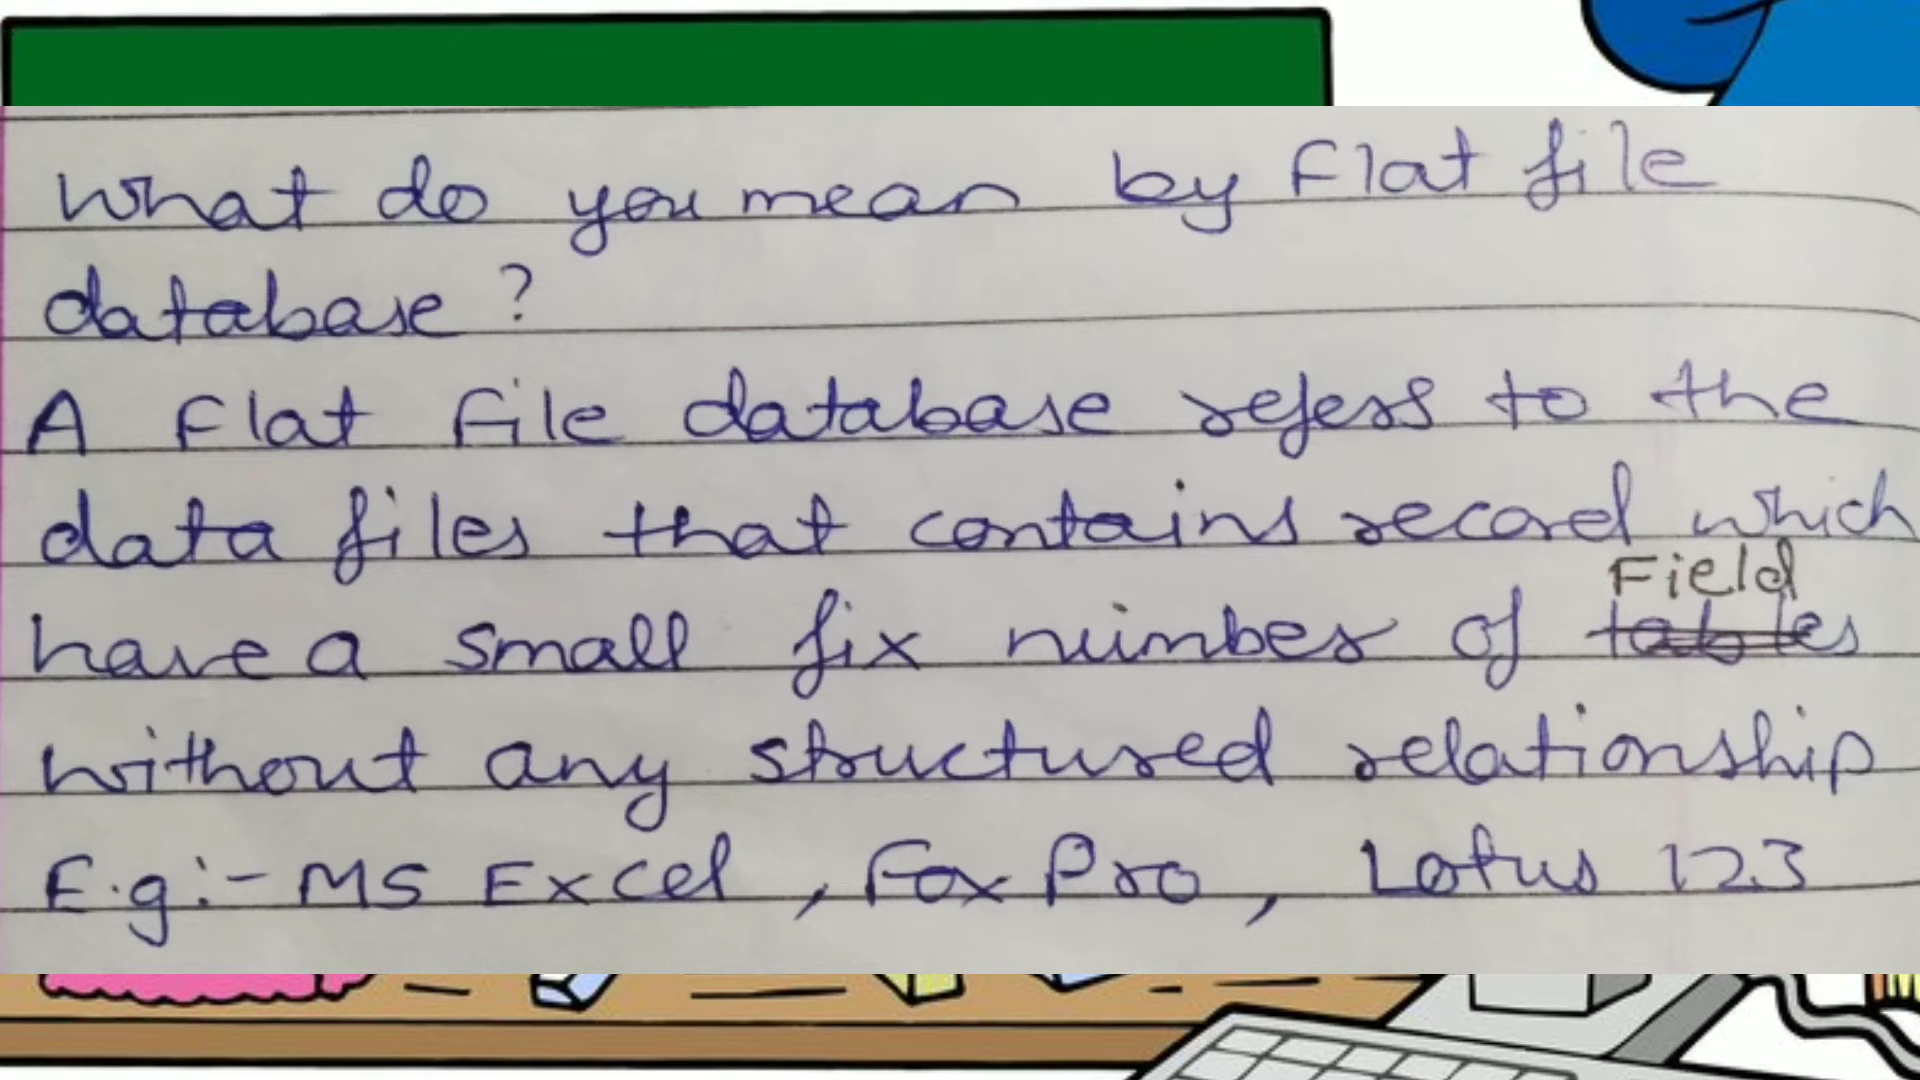 What do you mean by Flat file
database ?
A Flat File database refers to the
data files that contains record which
Field
have a small fix number of tables
without any structured relationship
E.g:- MS Excel , Fox Pro , Lotus 123